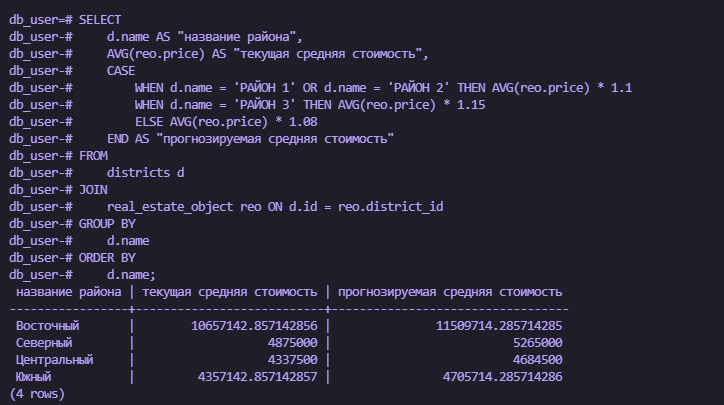 db_user=# SELECT
db_user-#     d.name AS "название района",
db_user-#     AVG(reo.price) AS "текущая средняя стоимость",
db_user-#     CASE
db_user-#         WHEN d.name = 'РАЙОН 1' OR d.name = 'РАЙОН 2' THEN AVG(reo.price) * 1.1
db_user-#         WHEN d.name = 'РАЙОН 3' THEN AVG(reo.price) * 1.15
db_user-#         ELSE AVG(reo.price) * 1.08
db_user-#     END AS "прогнозируемая средняя стоимость"
db_user-# FROM
db_user-#     districts d
db_user-# JOIN
db_user-#     real_estate_object reo ON d.id = reo.district_id
db_user-# GROUP BY
db_user-#     d.name
db_user-# ORDER BY
db_user-#     d.name;
 название района | текущая средняя стоимость | прогнозируемая средняя стоимость
-----------------+---------------------------+----------------------------------
 Восточный       |        10657142.857142856 |               11509714.285714285
 Северный        |                   4875000 |                          5265000
 Центральный     |                   4337500 |                          4684500
 Южный           |         4357142.857142857 |                4705714.285714286
(4 rows)